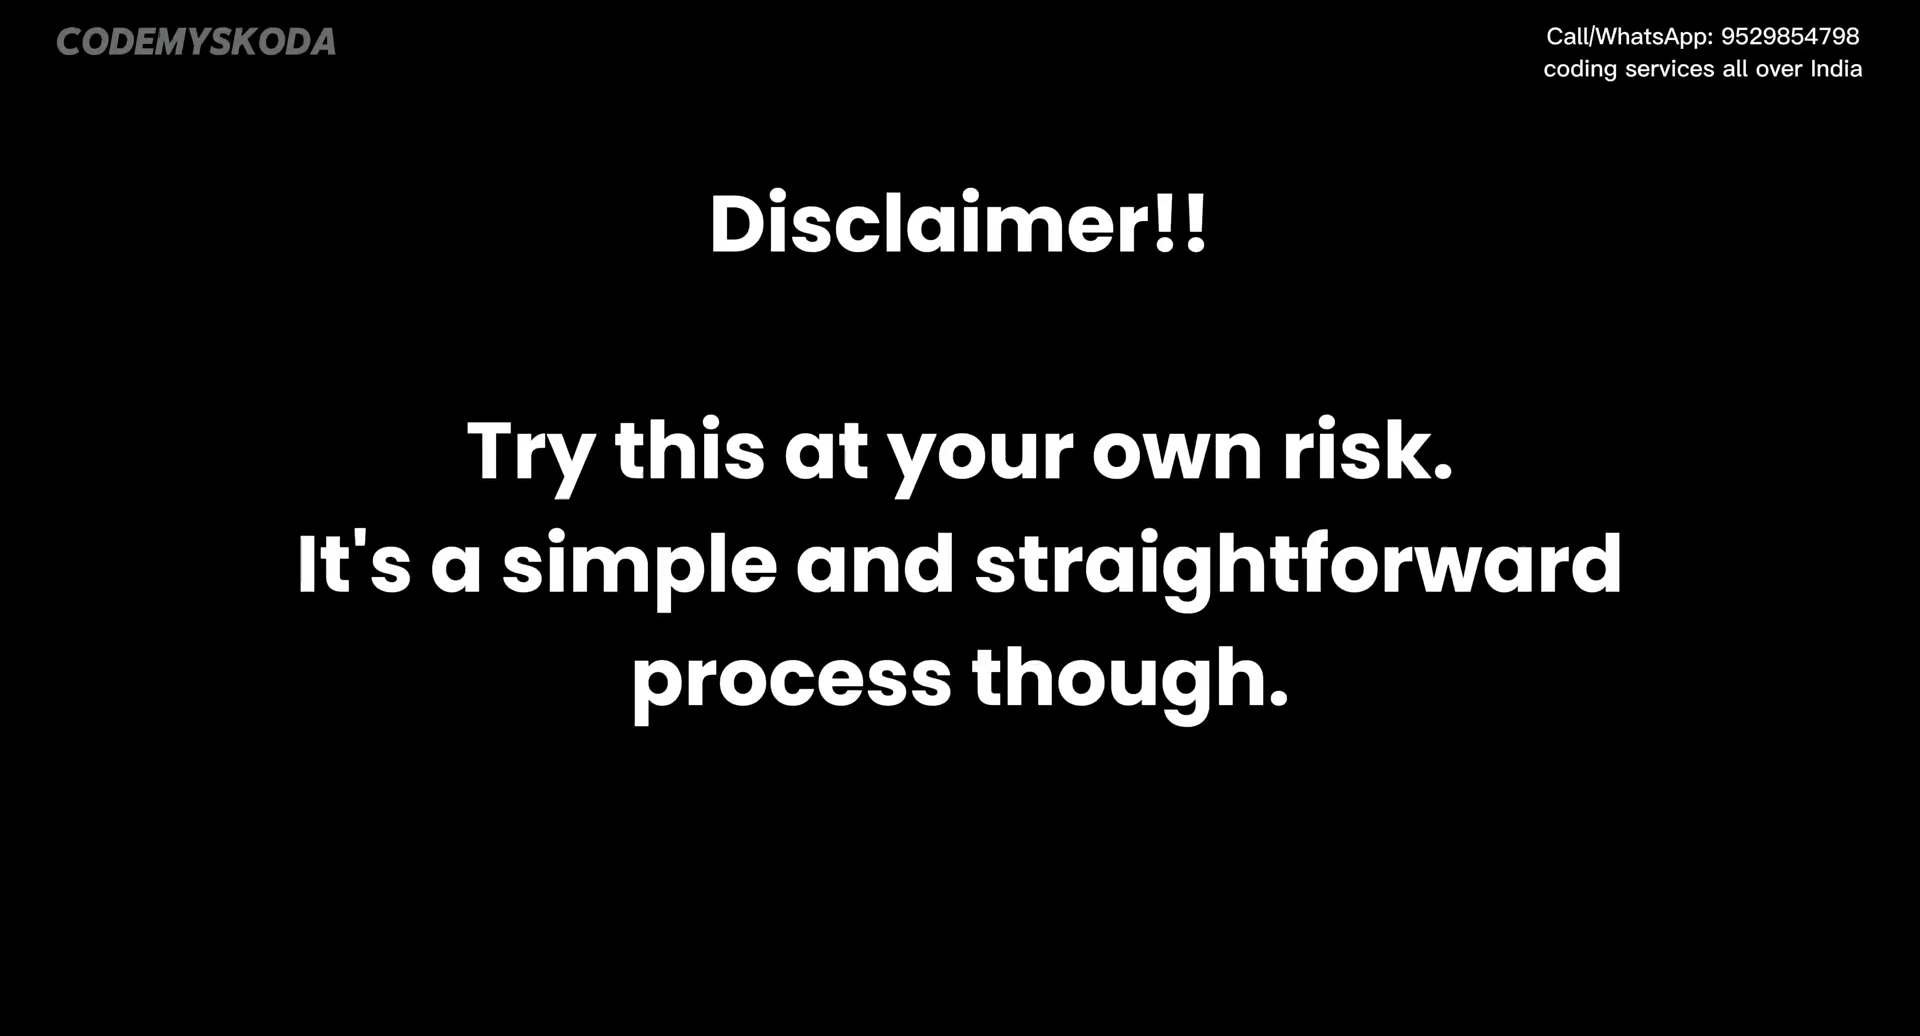 CODEMYSKODA
Call/WhatsApp: 9529854798
coding services all over India
Disclaimer!!
Try this at your own risk.
It's a simple and straightforward
process though.